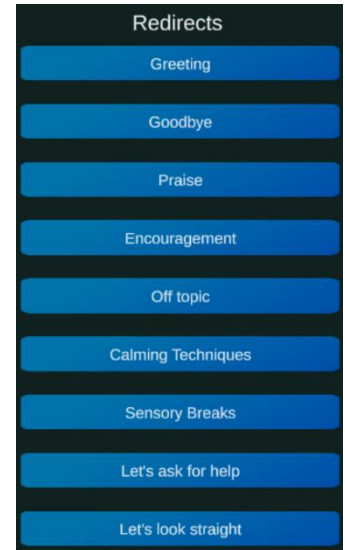 Redirects
Greeting
Goodbye
Praise
Encouragement
Off topic
Calming Techniques
Sensory Breaks
Let's ask for help
Let's look straight